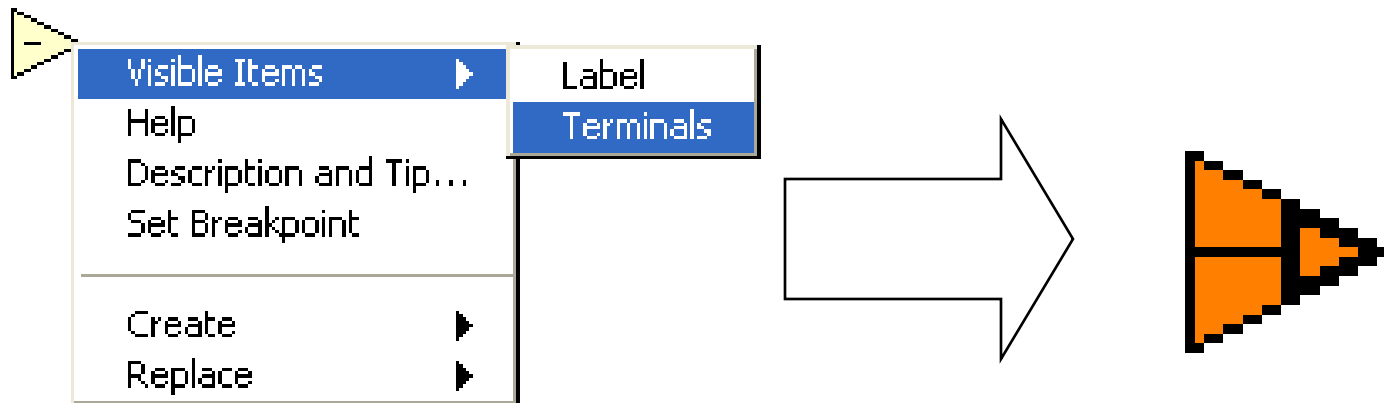 Visible Items
Label
Terminals
Help
Description and Tip...
Set Breakpoint
Create
Replace